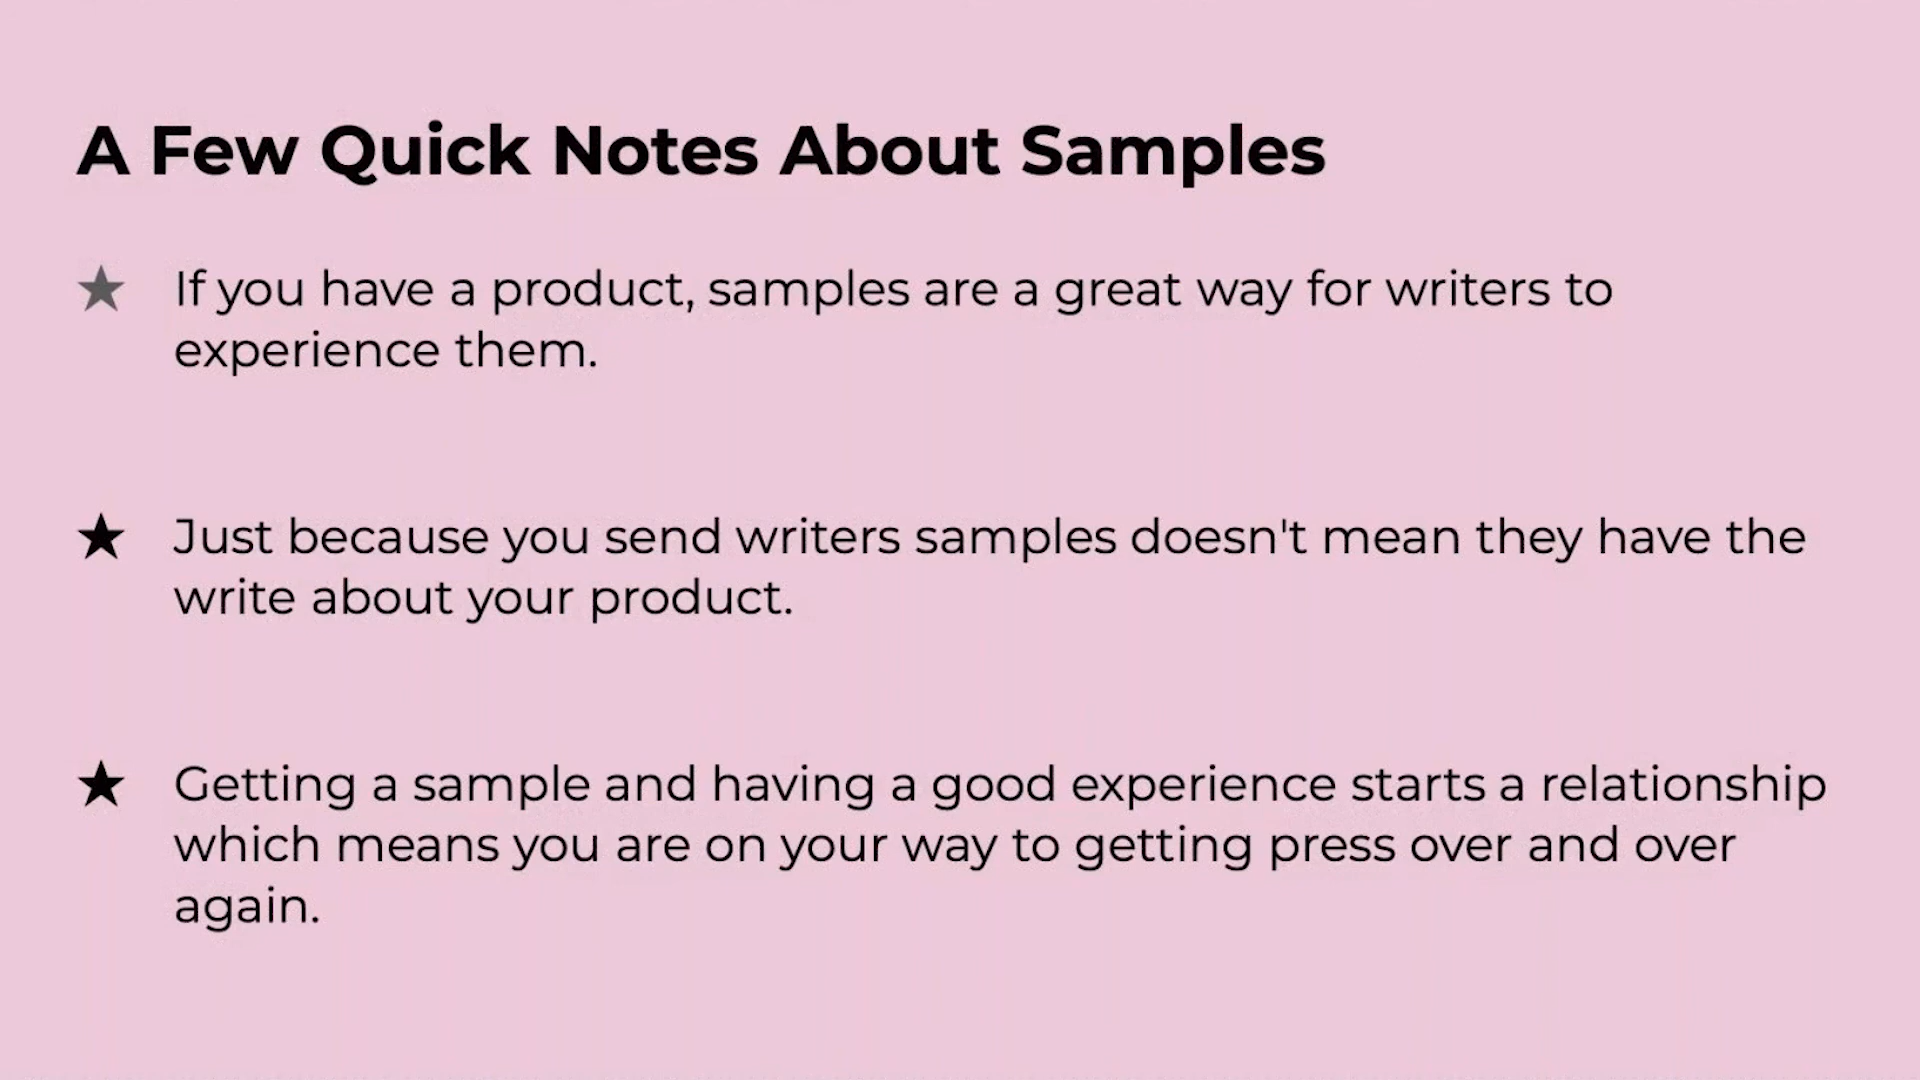 A Few Quick Notes About Samples
If you have a product, samples are a great way for writers to
experience them.
Just because you send writers samples doesn't mean they have the
write about your product.
Getting a sample and having a good experience starts a relationship
which means you are on your way to getting press over and over
again.